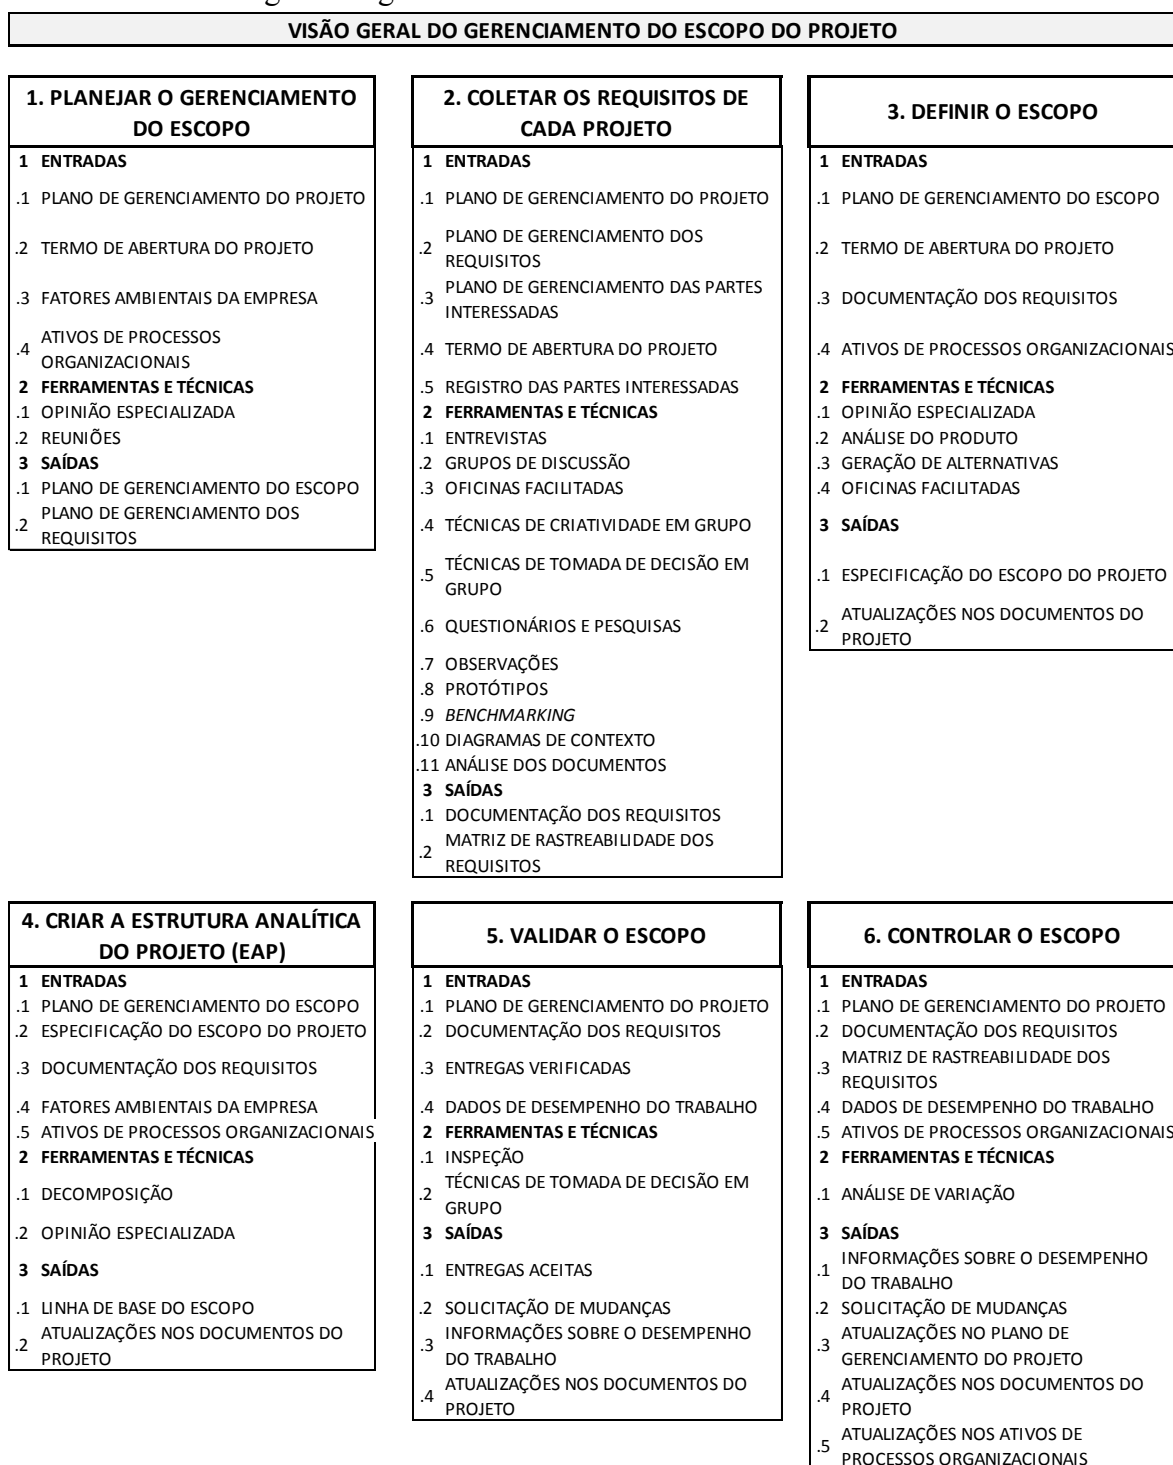 VISÃO GERAL DO GERENCIAMENTO DO ESCOPO DO PROJETO
1. PLANEJAR O GERENCIAMENTO
DO ESCOPO
1 ENTRADAS
.1 PLANO DE GERENCIAMENTO DO PROJETO
.2 TERMO DE ABERTURA DO PROJETO
.3 FATORES AMBIENTAIS DA EMPRESA
.4 ATIVOS DE PROCESSOS
ORGANIZACIONAIS
2 FERRAMENTAS E TÉCNICAS
.1 OPINIÃO ESPECIALIZADA
.2 REUNIÕES
3 SAÍDAS
.1 PLANO DE GERENCIAMENTO DO ESCOPO
.2 PLANO DE GERENCIAMENTO DOS
REQUISITOS
2. COLETAR OS REQUISITOS DE
CADA PROJETO
1 ENTRADAS
.1 PLANO DE GERENCIAMENTO DO PROJETO
.2 PLANO DE GERENCIAMENTO DOS
REQUISITOS
.3 PLANO DE GERENCIAMENTO DAS PARTES
INTERESSADAS
.4 TERMO DE ABERTURA DO PROJETO
.5 REGISTRO DAS PARTES INTERESSADAS
2 FERRAMENTAS E TÉCNICAS
.1 ENTREVISTAS
.2 GRUPOS DE DISCUSSÃO
.3 OFICINAS FACILITADAS
.4 TÉCNICAS DE CRIATIVIDADE EM GRUPO
.5 TÉCNICAS DE TOMADA DE DECISÃO EM
GRUPO
.6 QUESTIONÁRIOS E PESQUISAS
.7 OBSERVAÇÕES
.8 PROTÓTIPOS
.9 BENCHMARKING
.10 DIAGRAMAS DE CONTEXTO
.11 ANÁLISE DOS DOCUMENTOS
3 SAÍDAS
.1 DOCUMENTAÇÃO DOS REQUISITOS
.2 MATRIZ DE RASTREABILIDADE DOS
REQUISITOS
3. DEFINIR O ESCOPO
1 ENTRADAS
.1 PLANO DE GERENCIAMENTO DO ESCOPO
.2 TERMO DE ABERTURA DO PROJETO
.3 DOCUMENTAÇÃO DOS REQUISITOS
.4 ATIVOS DE PROCESSOS ORGANIZACIONAIS
2 FERRAMENTAS E TÉCNICAS
.1 OPINIÃO ESPECIALIZADA
.2 ANÁLISE DO PRODUTO
.3 GERAÇÃO DE ALTERNATIVAS
.4 OFICINAS FACILITADAS
3 SAÍDAS
.1 ESPECIFICAÇÃO DO ESCOPO DO PROJETO
.2 ATUALIZAÇÕES NOS DOCUMENTOS DO
PROJETO
4. CRIAR A ESTRUTURA ANALÍTICA
DO PROJETO (EAP)
1 ENTRADAS
.1 PLANO DE GERENCIAMENTO DO ESCOPO
.2 ESPECIFICAÇÃO DO ESCOPO DO PROJETO
.3 DOCUMENTAÇÃO DOS REQUISITOS
.4 FATORES AMBIENTAIS DA EMPRESA
.5 ATIVOS DE PROCESSOS ORGANIZACIONAIS
2 FERRAMENTAS E TÉCNICAS
.1 DECOMPOSIÇÃO
.2 OPINIÃO ESPECIALIZADA
3 SAÍDAS
.1 LINHA DE BASE DO ESCOPO
.2 ATUALIZAÇÕES NOS DOCUMENTOS DO
PROJETO
5. VALIDAR O ESCOPO
1 ENTRADAS
.1 PLANO DE GERENCIAMENTO DO PROJETO
.2 DOCUMENTAÇÃO DOS REQUISITOS
.3 ENTREGAS VERIFICADAS
.4 DADOS DE DESEMPENHO DO TRABALHO
2 FERRAMENTAS E TÉCNICAS
.1 INSPEÇÃO
.2 TÉCNICAS DE TOMADA DE DECISÃO EM
GRUPO
3 SAÍDAS
.1 ENTREGAS ACEITAS
.2 SOLICITAÇÃO DE MUDANÇAS
.3 INFORMAÇÕES SOBRE O DESEMPENHO
DO TRABALHO
.4 ATUALIZAÇÕES NOS DOCUMENTOS DO
PROJETO
6. CONTROLAR O ESCOPO
1 ENTRADAS
.1 PLANO DE GERENCIAMENTO DO PROJETO
.2 DOCUMENTAÇÃO DOS REQUISITOS
.3 MATRIZ DE RASTREABILIDADE DOS
REQUISITOS
.4 DADOS DE DESEMPENHO DO TRABALHO
.5 ATIVOS DE PROCESSOS ORGANIZACIONAIS
2 FERRAMENTAS E TÉCNICAS
.1 ANÁLISE DE VARIAÇÃO
3 SAÍDAS
.1 INFORMAÇÕES SOBRE O DESEMPENHO
DO TRABALHO
.2 SOLICITAÇÃO DE MUDANÇAS
.3 ATUALIZAÇÕES NO PLANO DE
GERENCIAMENTO DO PROJETO
.4 ATUALIZAÇÕES NOS DOCUMENTOS DO
PROJETO
.5 ATUALIZAÇÕES NOS ATIVOS DE
PROCESSOS ORGANIZACIONAIS